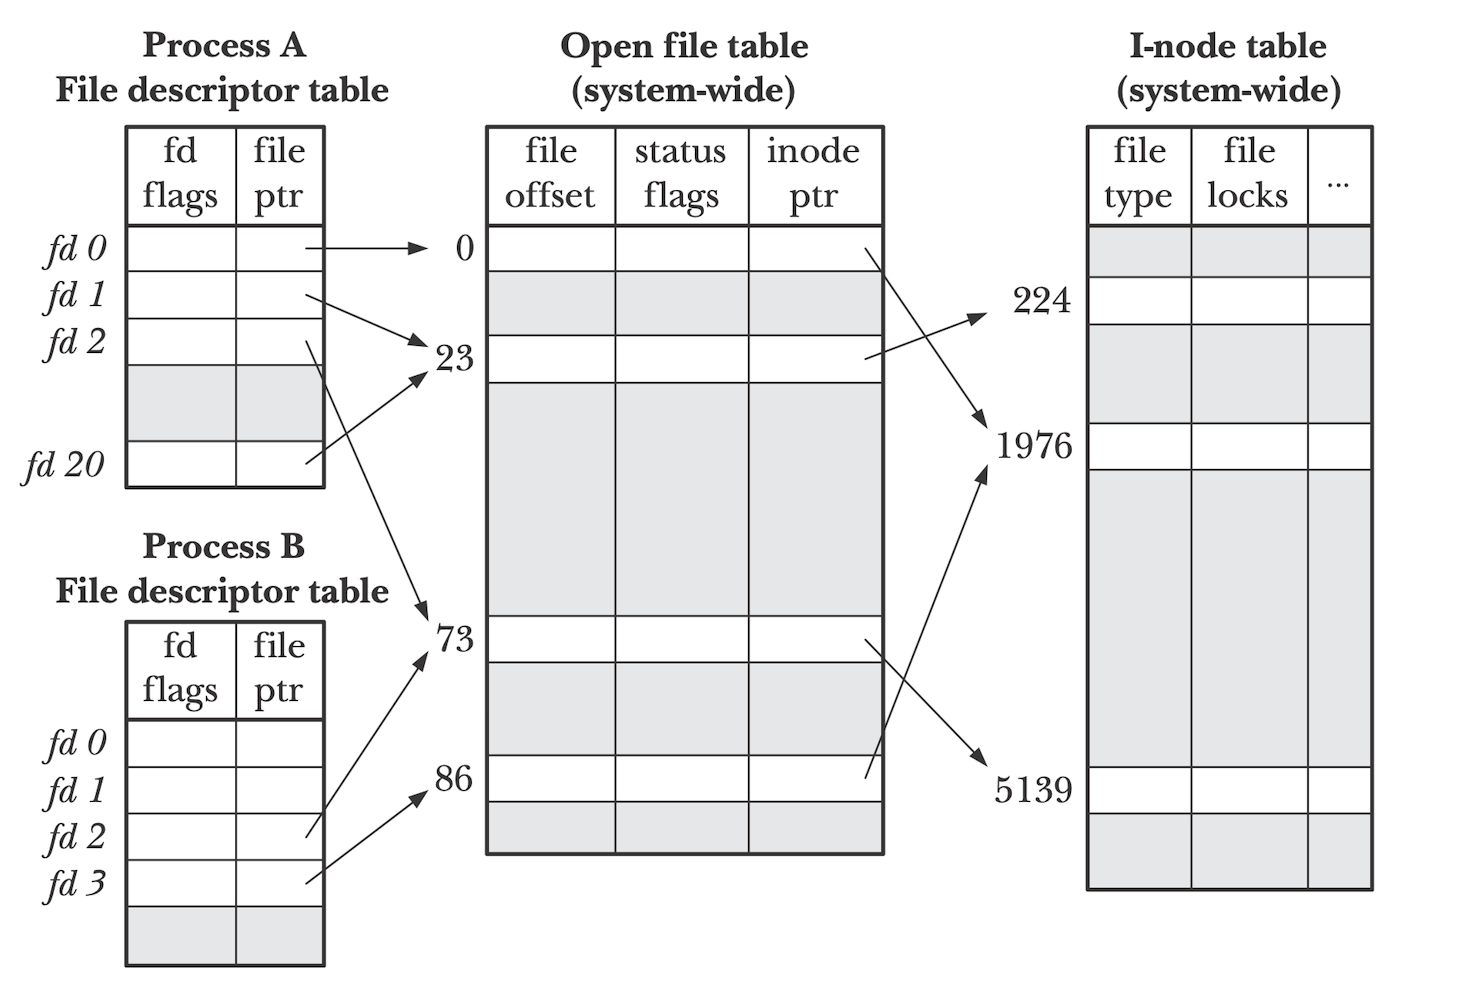 Process A
File descriptor table
fd flags
file ptr
fd 0
fd 1
fd 2
fd 20
Process B
File descriptor table
fd flags
file ptr
fd 0
fd 1
fd 2
fd 3
Open file table
(system-wide)
file offset
status flags
inode ptr
0
23
73
86
I-node table
(system-wide)
file type
file locks
...
224
1976
5139